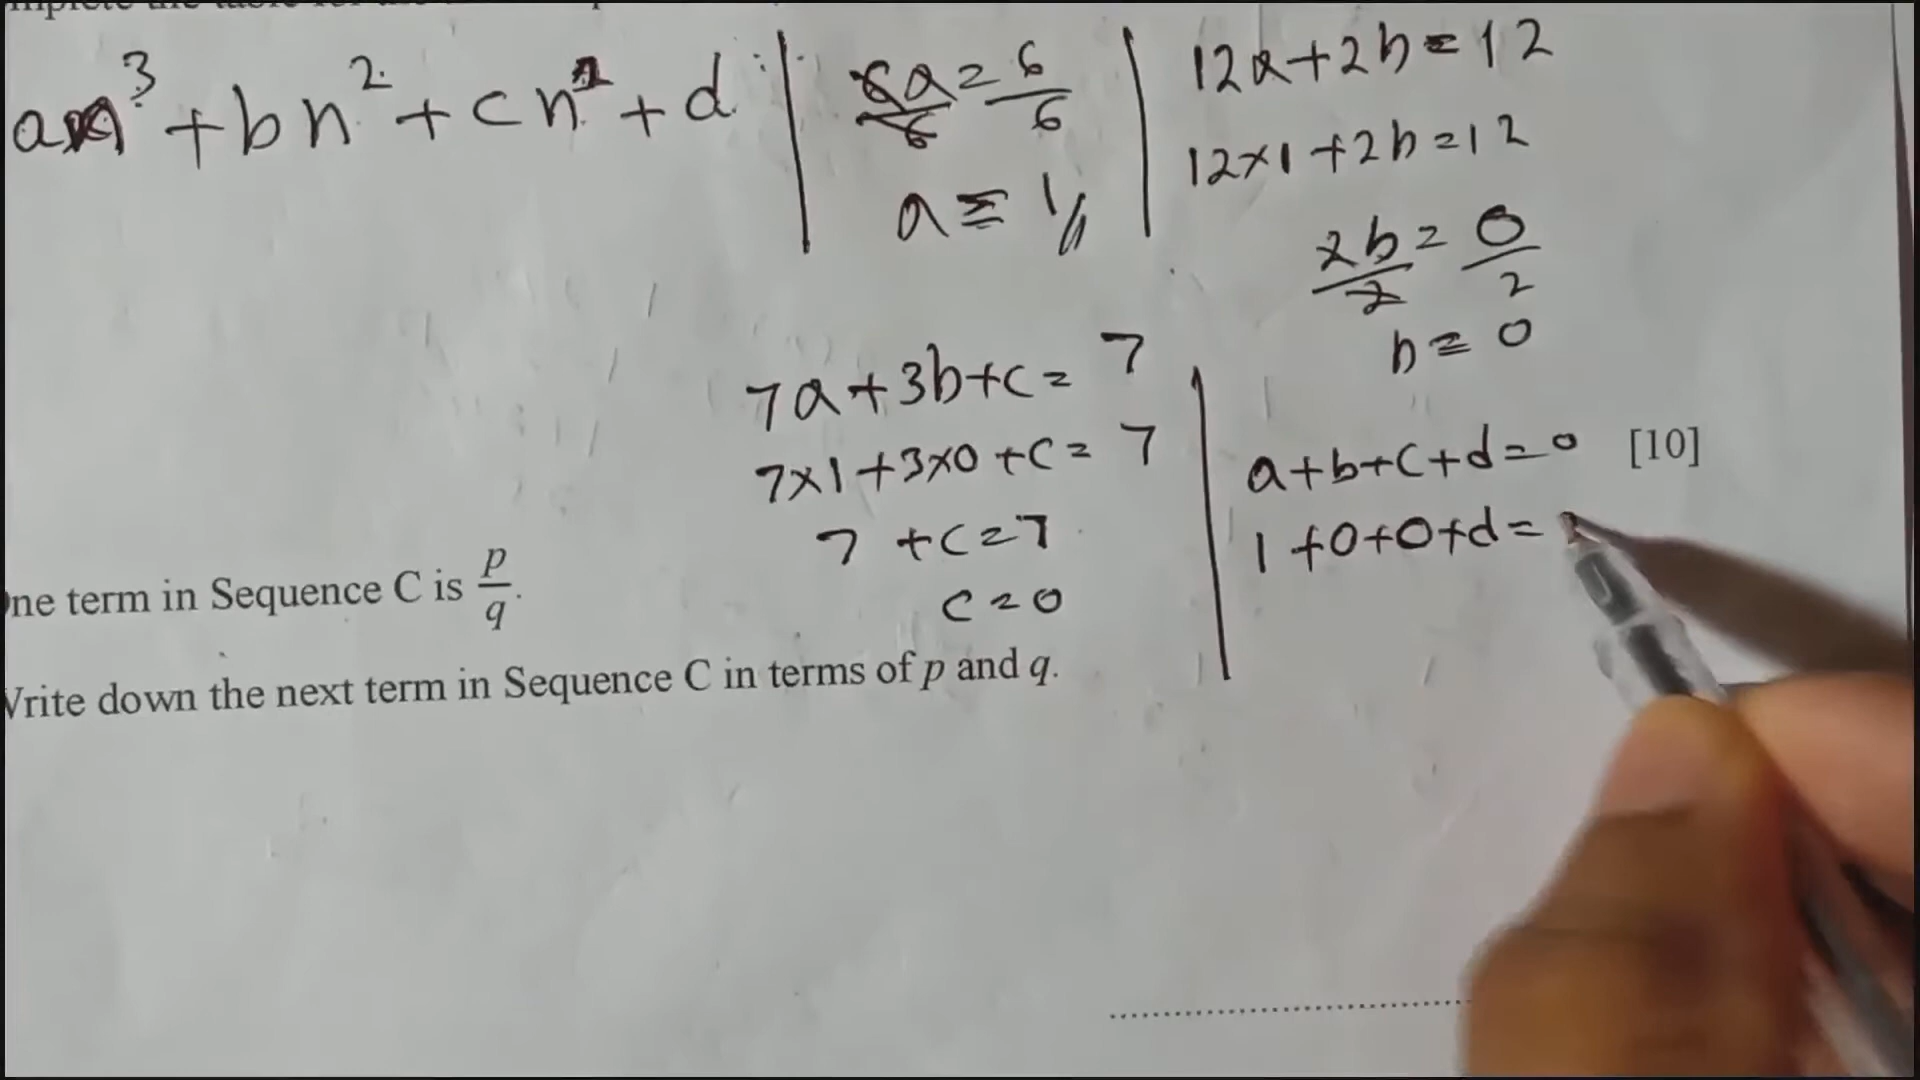 an³ + bn² + cn + d
6a = 6
6 6
a = 1
12a + 2b = 12
12×1 + 2b = 12
2b = 0
2 2
b = 0
7a + 3b + c = 7
7×1 + 3×0 + c = 7
7 + c = 7
c = 0
a + b + c + d = 0 [10]
1 + 0 + 0 + d =
term in Sequence C is p/q.
down the next term in Sequence C in terms of p and q.